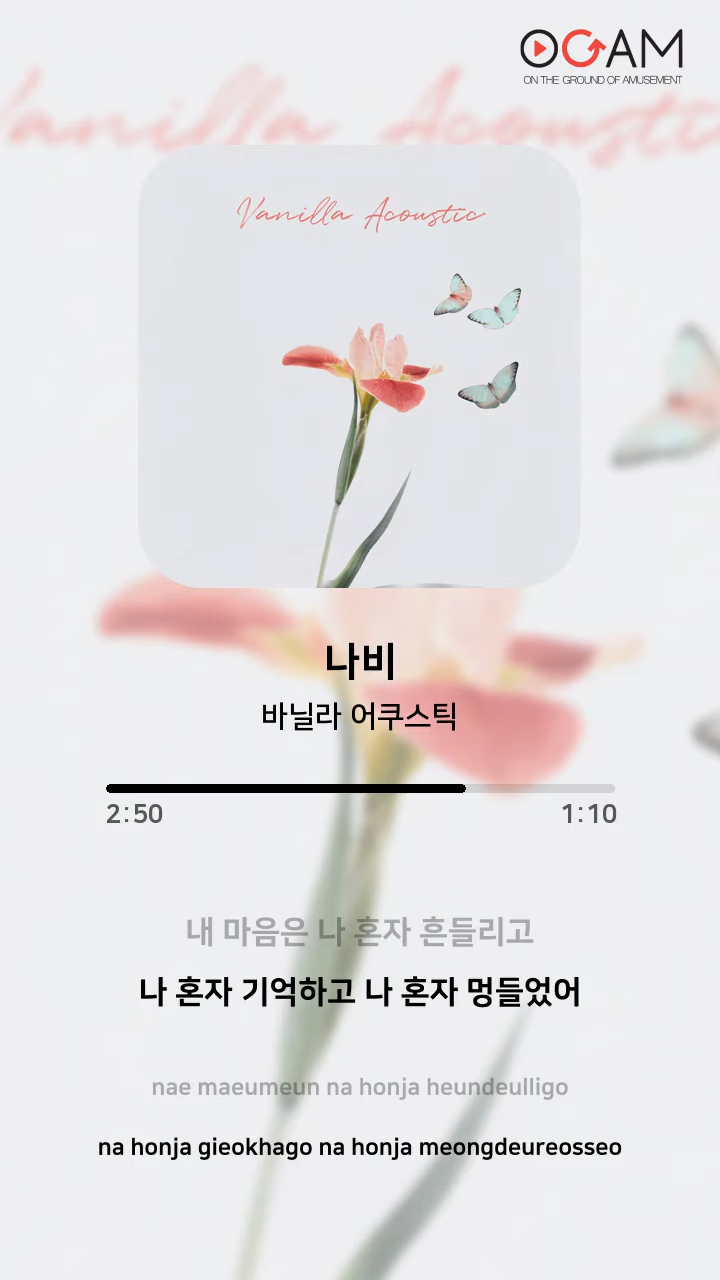 OGAM
ON THE GROUND OF AMUSEMENT
Vanilla Acoustic
Vanilla Acoustic
나비
바닐라 어쿠스틱
2:50
1:10
내 마음은 나 혼자 흔들리고
나 혼자 기억하고 나 혼자 멍들었어
nae maeumeun na honja heundeulligo
na honja gieokhago na honja meongdeureosseo